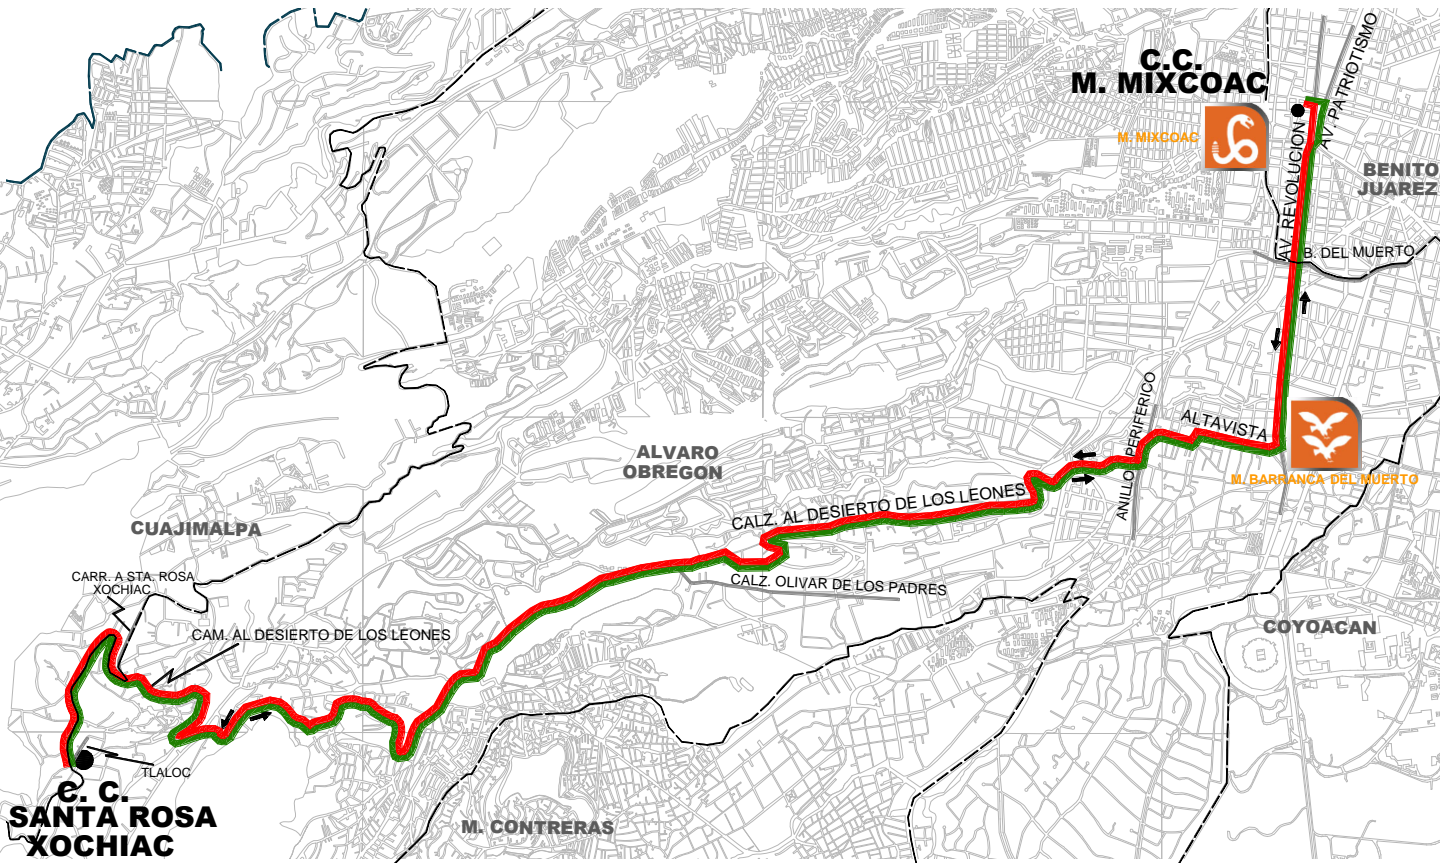 C.C.
M. MIXCOAC
M. MIXCOAC
AV. PATRIOTISMO
AV. REVOLUCION
BENITO
JUAREZ
B. DEL MUERTO
ANILLO PERIFERICO
ALTAVISTA
M. BARRANCA DEL MUERTO
ALVARO
OBREGON
CALZ. AL DESIERTO DE LOS LEONES
CUAJIMALPA
CALZ. OLIVAR DE LOS PADRES
CARR. A STA. ROSA
XOCHIAC
CAM. AL DESIERTO DE LOS LEONES
COYOACAN
TLALOC
C. C.
SANTA ROSA
XOCHIAC
M. CONTRERAS